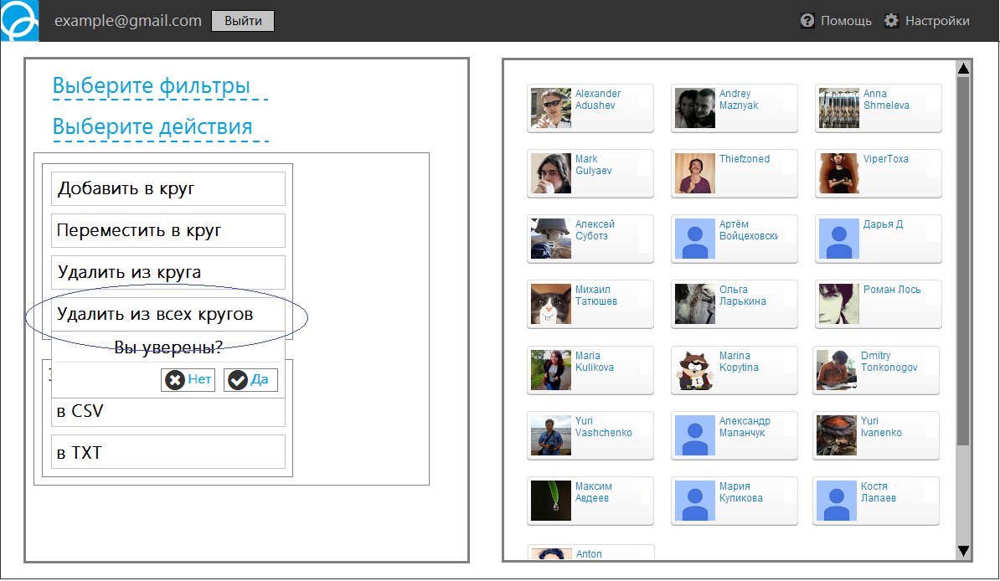 example@gmail.com
Выйти
Помощь
Настройки
Выберите фильтры
Выберите действия
Добавить в круг
Переместить в круг
Удалить из круга
Удалить из всех кругов
Вы уверены?
Нет
Да
в CSV
в TXT
Alexander
Adushev
Andrey
Maznyak
Anna
Shmeleva
Mark
Gulyaev
Thiefzoned
ViperToxa
Алексей
Суботэ
Артём
Войцеховски
Дарья Д
Михаил
Татюшев
Ольга
Ларькина
Роман Лось
Maria
Kulikova
Marina
Kopytina
Dmitry
Tonkonogov
Yuri
Vashchenko
Александр
Маланчук
Yuri
Ivanenko
Максим
Авдеев
Мария
Куликова
Костя
Лапаев
Anton